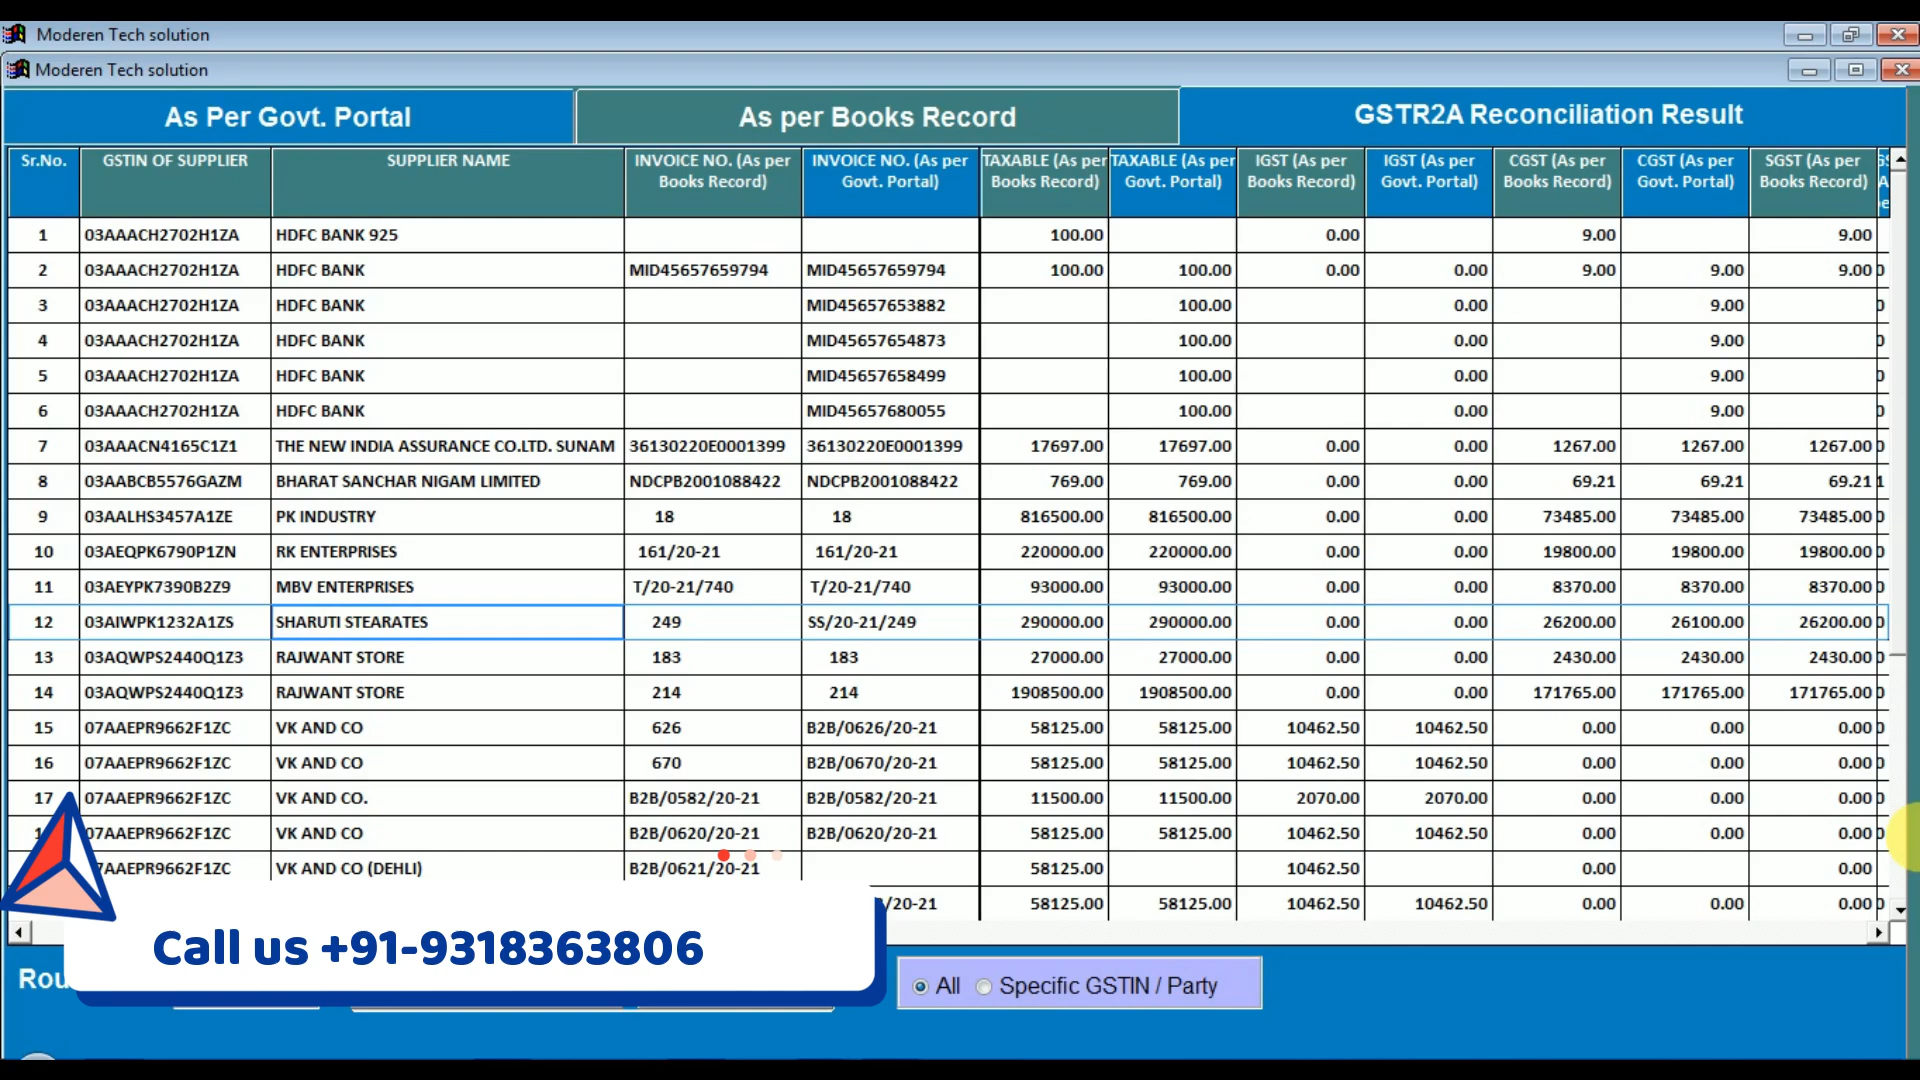 Moderen Tech solution
Moderen Tech solution
As Per Govt. Portal As per Books Record GSTR2A Reconciliation Result
Sr.No. GSTIN OF SUPPLIER SUPPLIER NAME INVOICE NO. (As per Books Record) INVOICE NO. (As per Govt. Portal) TAXABLE (As per Books Record) TAXABLE (As per Govt. Portal) IGST (As per Books Record) IGST (As per Govt. Portal) CGST (As per Books Record) CGST (As per Govt. Portal) SGST (As per Books Record)
1 03AAACH2702H1ZA HDFC BANK 925 100.00 0.00 9.00 9.00
2 03AAACH2702H1ZA HDFC BANK MID45657659794 MID45657659794 100.00 100.00 0.00 0.00 9.00 9.00 9.00
3 03AAACH2702H1ZA HDFC BANK MID45657653882 100.00 0.00 9.00
4 03AAACH2702H1ZA HDFC BANK MID45657654873 100.00 0.00 9.00
5 03AAACH2702H1ZA HDFC BANK MID45657658499 100.00 0.00 9.00
6 03AAACH2702H1ZA HDFC BANK MID45657680055 100.00 0.00 9.00
7 03AAACN4165C1Z1 THE NEW INDIA ASSURANCE CO.LTD. SUNAM 36130220E0001399 36130220E0001399 17697.00 17697.00 0.00 0.00 1267.00 1267.00 1267.00
8 03AABCB5576GAZM BHARAT SANCHAR NIGAM LIMITED NDCPB2001088422 NDCPB2001088422 769.00 769.00 0.00 0.00 69.21 69.21 69.21
9 03AALHS3457A1ZE PK INDUSTRY 18 18 816500.00 816500.00 0.00 0.00 73485.00 73485.00 73485.00
10 03AEQPK6790P1ZN RK ENTERPRISES 161/20-21 161/20-21 220000.00 220000.00 0.00 0.00 19800.00 19800.00 19800.00
11 03AEYPK7390B2Z9 MBV ENTERPRISES T/20-21/740 T/20-21/740 93000.00 93000.00 0.00 0.00 8370.00 8370.00 8370.00
12 03AIWPK1232A1ZS SHARUTI STEARATES 249 SS/20-21/249 290000.00 290000.00 0.00 0.00 26200.00 26100.00 26200.00
13 03AQWPS2440Q1Z3 RAJWANT STORE 183 183 27000.00 27000.00 0.00 0.00 2430.00 2430.00 2430.00
14 03AQWPS2440Q1Z3 RAJWANT STORE 214 214 1908500.00 1908500.00 0.00 0.00 171765.00 171765.00 171765.00
15 07AAEPR9662F1ZC VK AND CO 626 B2B/0626/20-21 58125.00 58125.00 10462.50 10462.50 0.00 0.00 0.00
16 07AAEPR9662F1ZC VK AND CO 670 B2B/0670/20-21 58125.00 58125.00 10462.50 10462.50 0.00 0.00 0.00
17 07AAEPR9662F1ZC VK AND CO. B2B/0582/20-21 B2B/0582/20-21 11500.00 11500.00 2070.00 2070.00 0.00 0.00 0.00
07AAEPR9662F1ZC VK AND CO B2B/0620/20-21 B2B/0620/20-21 58125.00 58125.00 10462.50 10462.50 0.00 0.00 0.00
7AAEPR9662F1ZC VK AND CO (DEHLI) B2B/0621/20-21 58125.00 10462.50 0.00 0.00
/20-21 58125.00 58125.00 10462.50 10462.50 0.00 0.00 0.00
Call us +91-9318363806
Rou All Specific GSTIN / Party